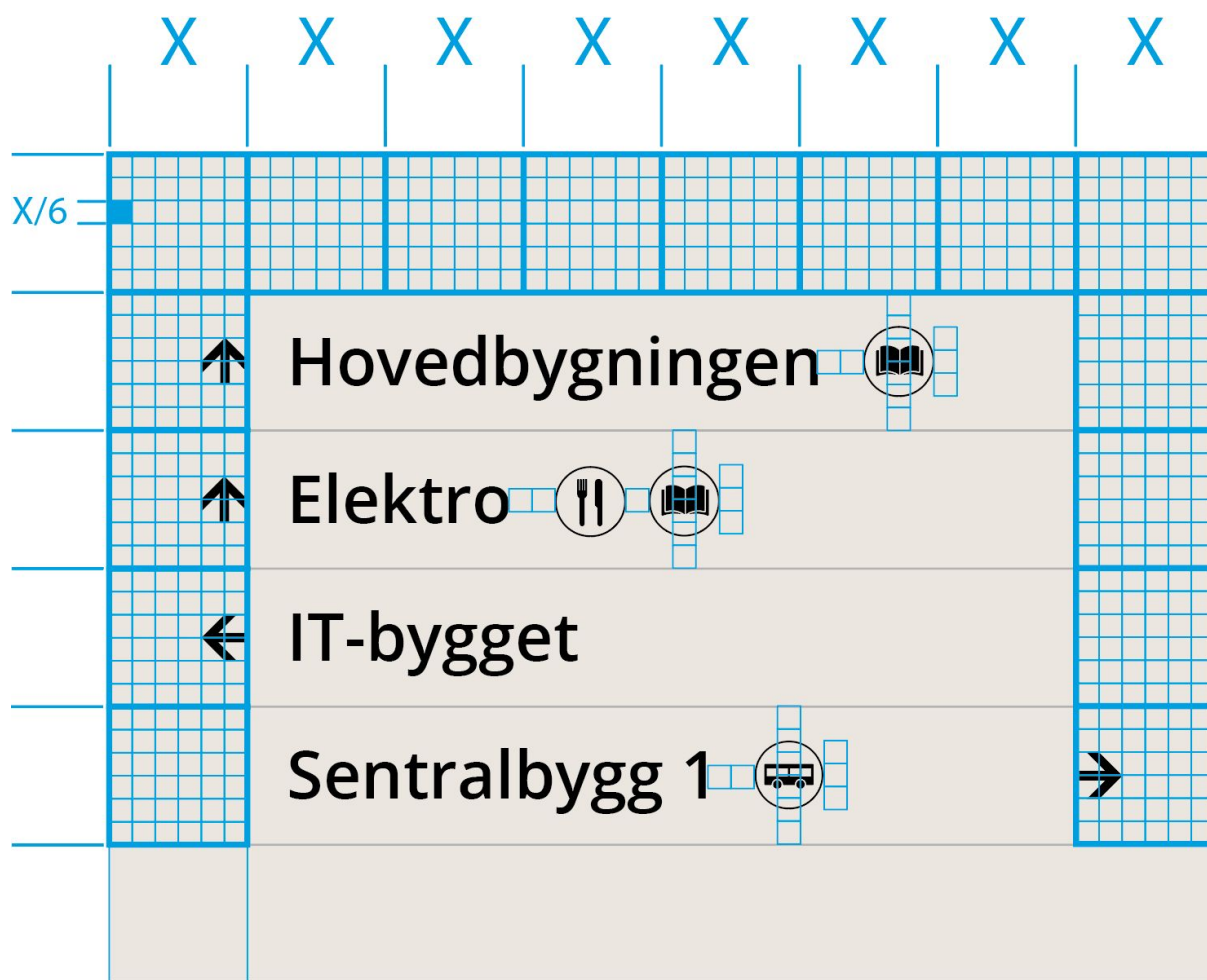 X X X X X X X X
X/6
Hovedbygningen
Elektro
IT-bygget
Sentralbygg 1